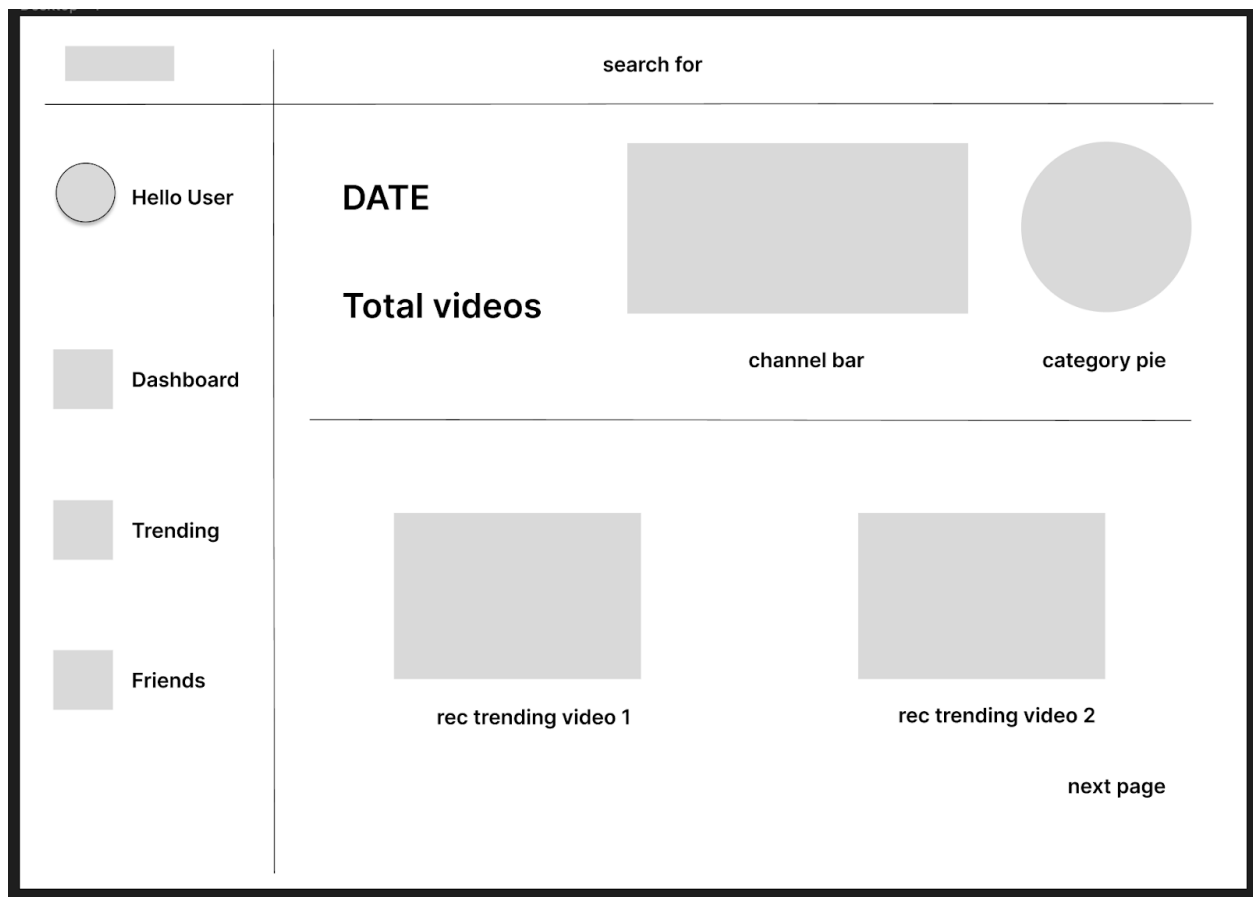 search for
Hello User
DATE
Total videos
channel bar
category pie
Dashboard
Trending
Friends
rec trending video 1
rec trending video 2
next page